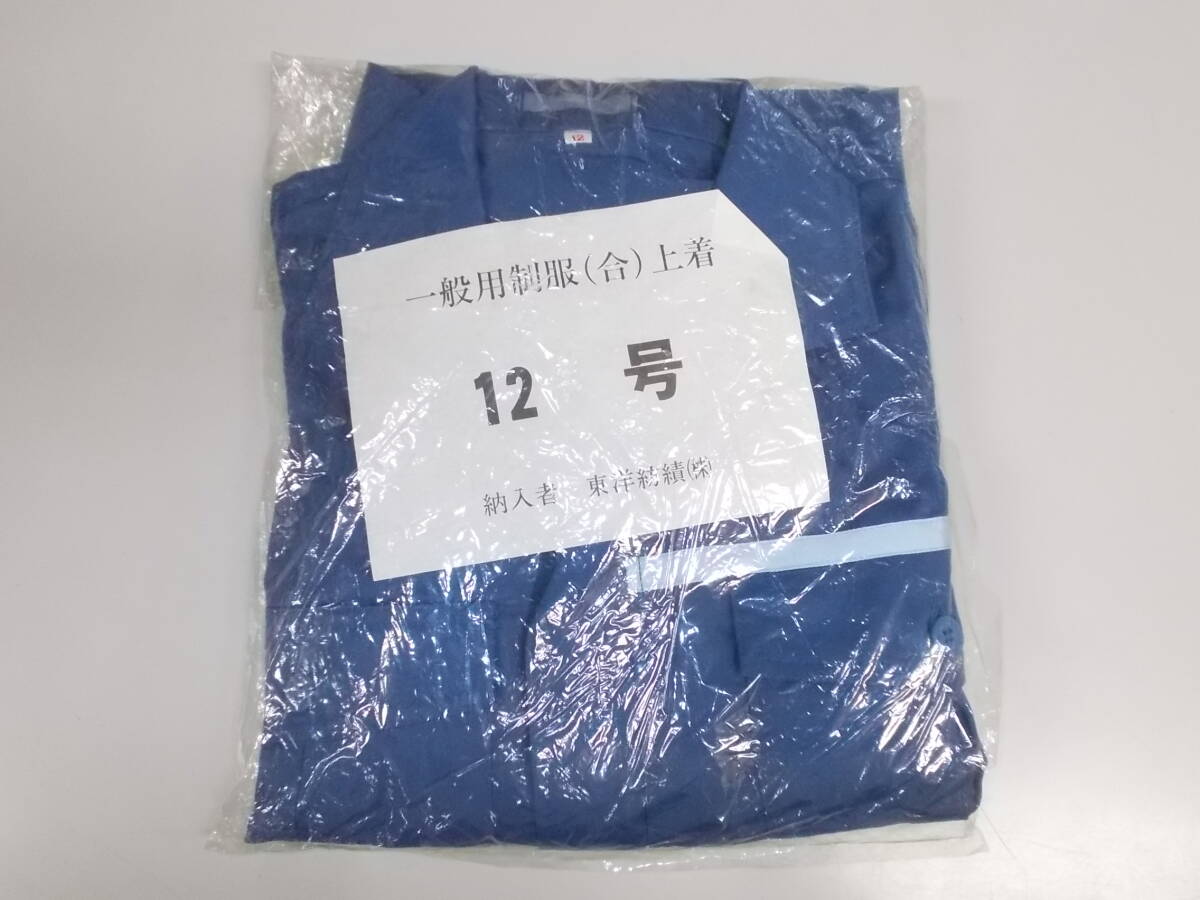 12
一般用制服(合)上着
12 号
納入者 東洋紡績㈱